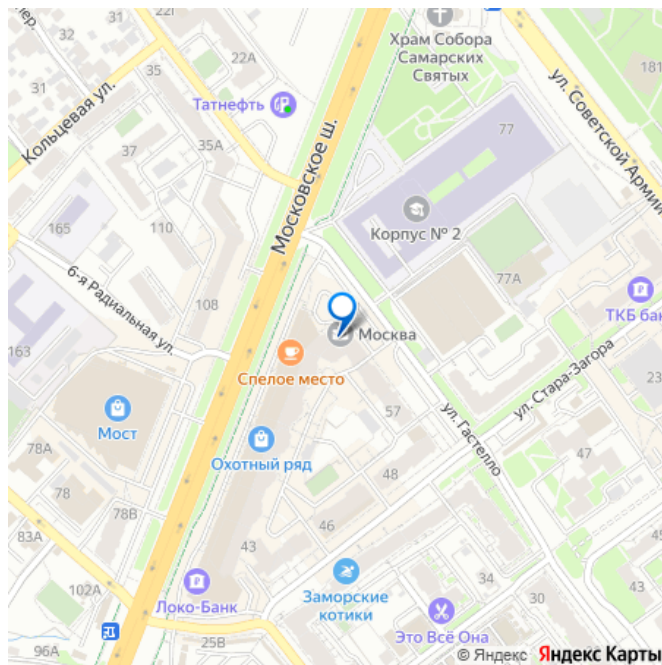 пер.
32
22Г
Храм Собора
Самарских
Святых
181
31
35
22А
Татнефть
ул. Советской Армии
31
Кольцевая ул.
37
35А
Московское ш.
77
165
110
Корпус № 2
6-я Радиальная ул.
108
77А
ТКБ бан
Москва
163
Спелое место
ул. Стара-Загора
23
Мост
57
ул. Гастелло
Охотный ряд
47
78А
48
78
78В
46
83А
43
Заморские
котики
34
102А
Локо-Банк
30
Это Всё Она
25В
96А
© Яндекс Яндекс Карты